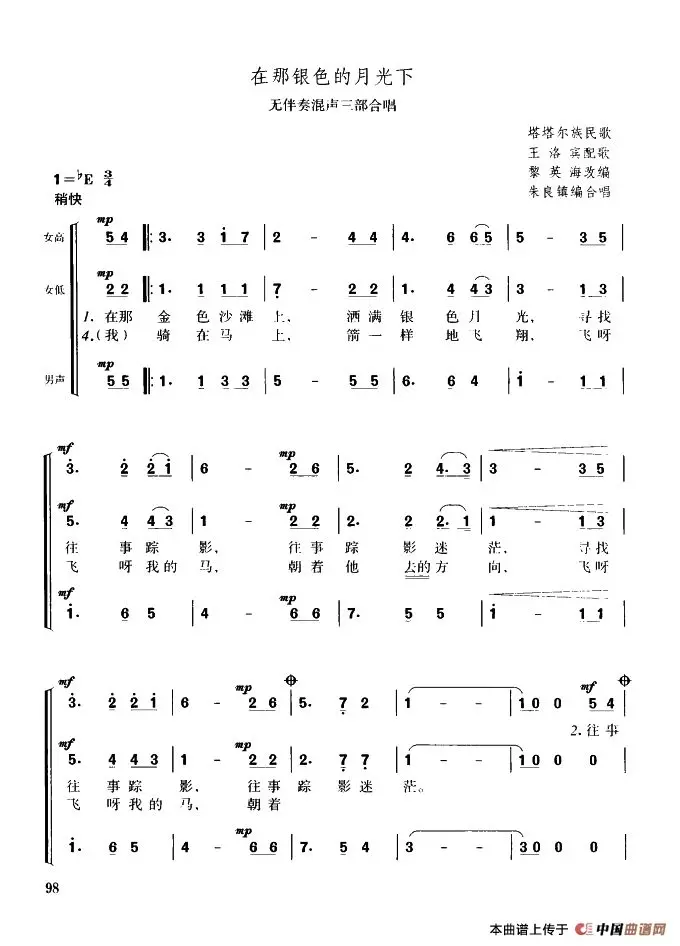 在那银色的月光下
无伴奏混声三部合唱
塔塔尔族民歌
王洛宾配歌
黎英海改编
朱良镇编合唱
1=♭E 3/4
稍快
mp
女高 5 4 ‖: 3. 3 1 7 | 2 - 4 4 | 4. 6 6 5 | 5 - 3 5 |
mp
女低 2 2 ‖: 1. 1 1 1 | 7 - 2 2 | 1. 4 4 3 | 3 - 1 3 |
1.在那 金 色沙滩 上, 洒满 银 色月 光, 寻找
4.(我) 骑 在马 上, 箭一 样 地飞 翔, 飞呀
mp
男声 5 5 ‖: 1. 1 3 3 | 5 - 5 5 | 6. 6 4 | 1 - 1 1 |
mf mp
3. 2 2 1 | 6 - 2 6 | 5. 2 4. 3 | 3 - 3 5 |
mf mp
5. 4 4 3 | 1 - 2 2 | 2. 2 2. 1 | 1 - 1 3 |
往 事踪 影, 往事 踪 影迷 茫, 寻找
飞 呀我的 马, 朝着 他 去的方 向, 飞呀
mf mp
1. 6 5 | 4 - 6 6 | 7. 5 5 | 1 - 1 1 |
mf mp mf
3. 2 2 1 | 6 - 2 6 | 5. 7 2 | 1 - - | 1 0 0 5 4 |
2.往事
mf mp
5. 4 4 3 | 1 - 2 2 | 2. 7 7 | 1 - - | 1 0 0 0 |
往 事踪 影, 往事 踪 影迷 茫。
飞 呀我的 马, 朝着
mp
1. 6 5 | 4 - 6 6 | 7. 5 4 | 3 - - | 3 0 0 0 |
98
本曲谱上传于 中国曲谱网